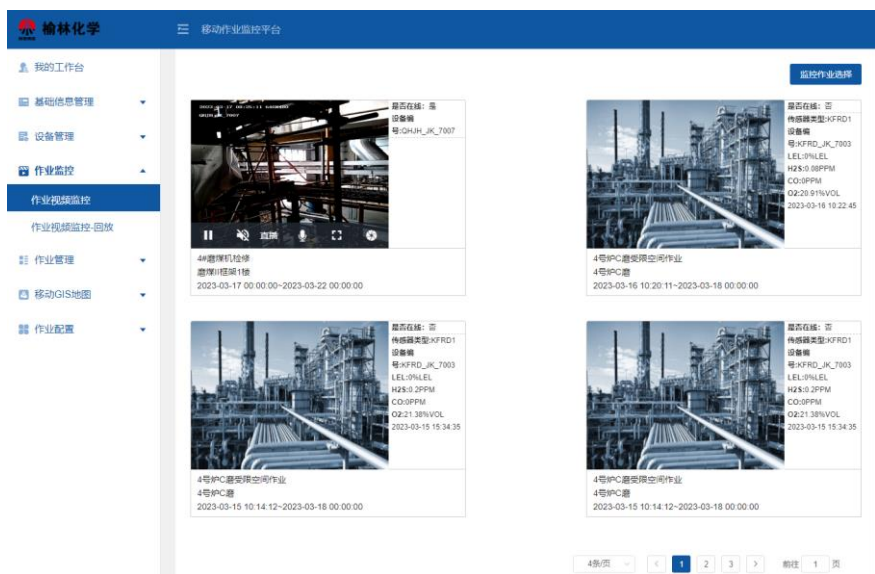 榆林化学
移动作业监控平台
我的工作台
基础信息管理
设备管理
作业监控
作业视频监控
作业视频监控-回放
作业管理
移动GIS地图
作业配置
监控作业选择
是否在线：是
设备编
号:QHJH_JK_7007
直播
4#磨煤机检修
磨煤II框架1楼
2023-03-17 00:00:00~2023-03-22 00:00:00
是否在线：否
传感器类型:KFRD1
设备编
号:KFRD_JK_7003
LEL:0%LEL
H2S:0.08PPM
CO:0PPM
O2:20.91%VOL
2023-03-16 10:22:45
4号炉C磨受限空间作业
4号炉C磨
2023-03-16 10:20:11~2023-03-18 00:00:00
是否在线：否
传感器类型:KFRD1
设备编
号:KFRD_JK_7003
LEL:0%LEL
H2S:0.2PPM
CO:0PPM
O2:21.38%VOL
2023-03-15 15:34:35
4号炉C磨受限空间作业
4号炉C磨
2023-03-15 10:14:12~2023-03-18 00:00:00
是否在线：否
传感器类型:KFRD1
设备编
号:KFRD_JK_7003
LEL:0%LEL
H2S:0.2PPM
CO:0PPM
O2:21.38%VOL
2023-03-15 15:34:35
4号炉C磨受限空间作业
4号炉C磨
2023-03-15 10:14:12~2023-03-18 00:00:00
4条/页
1
2
3
前往 1 页